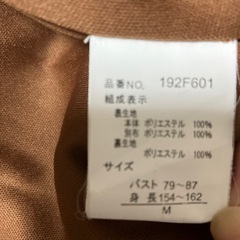 品番NO. 192F601
組成表示
表生地
本体 ポリエステル 100%
別布 ポリエステル 100%
裏生地
ポリエステル 100%
サイズ
バスト 79～87
身 長 154～162
M